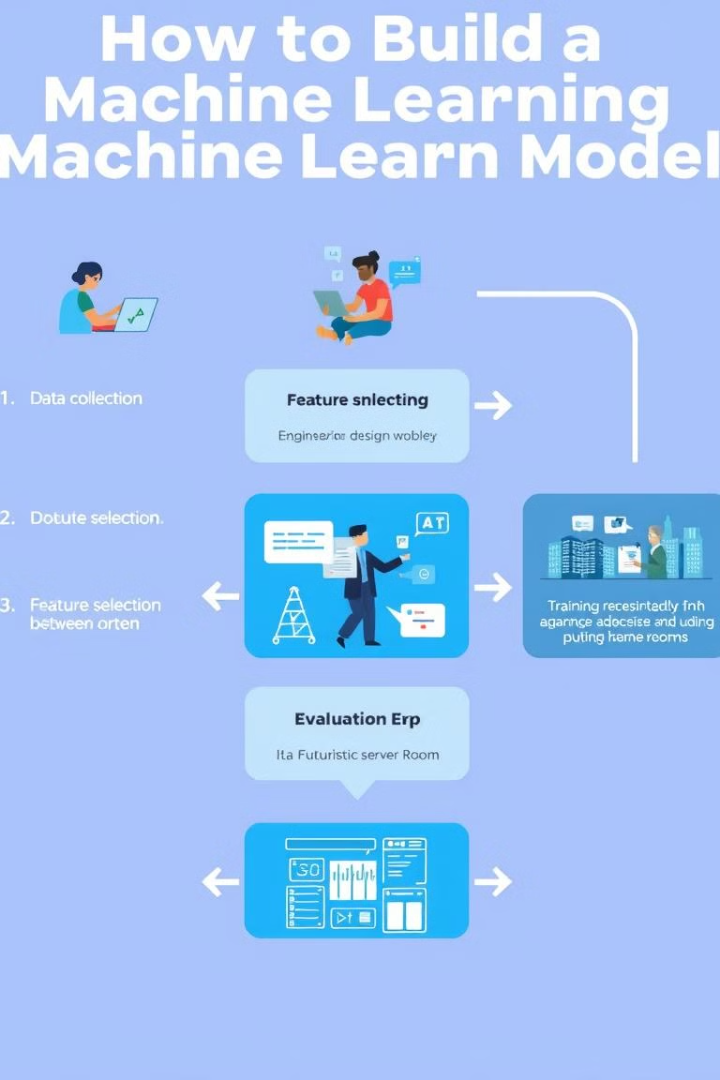 How to Build a
Machine Learning
Machine Learn Model
1. Data collection
Feature snlecting
Engineerior design wobley
2. Dotute selection.
AT
3. Feature selection
between orten
Training recesintadly fnh
agarnce adocsise and uding
puting heme rooms
Evaluation Erp
Ita Futuristic server Room